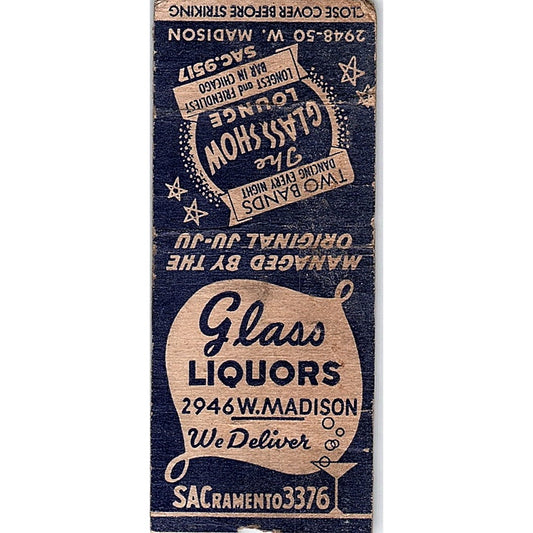 CLOSE COVER BEFORE STRIKING
2948-50 W. MADISON
SAC.9517
LONGEST and FRIENDLIEST
BAR IN CHICAGO
The
GLASS SHOW
LOUNGE
TWO BANDS
DANCING EVERY NIGHT
MANAGED BY THE
ORIGINAL JU-JU
Glass
LIQUORS
2946 W. MADISON
We Deliver
SACRAMENTO 3376